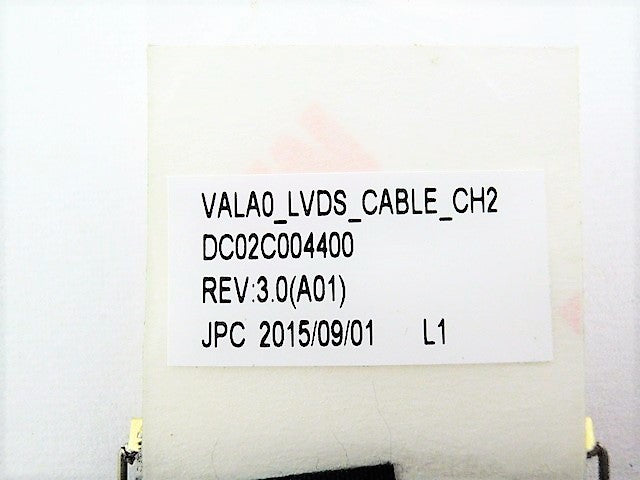 VALA0_LVDS_CABLE_CH2
DC02C004400
REV:3.0(A01)
JPC 2015/09/01 L1